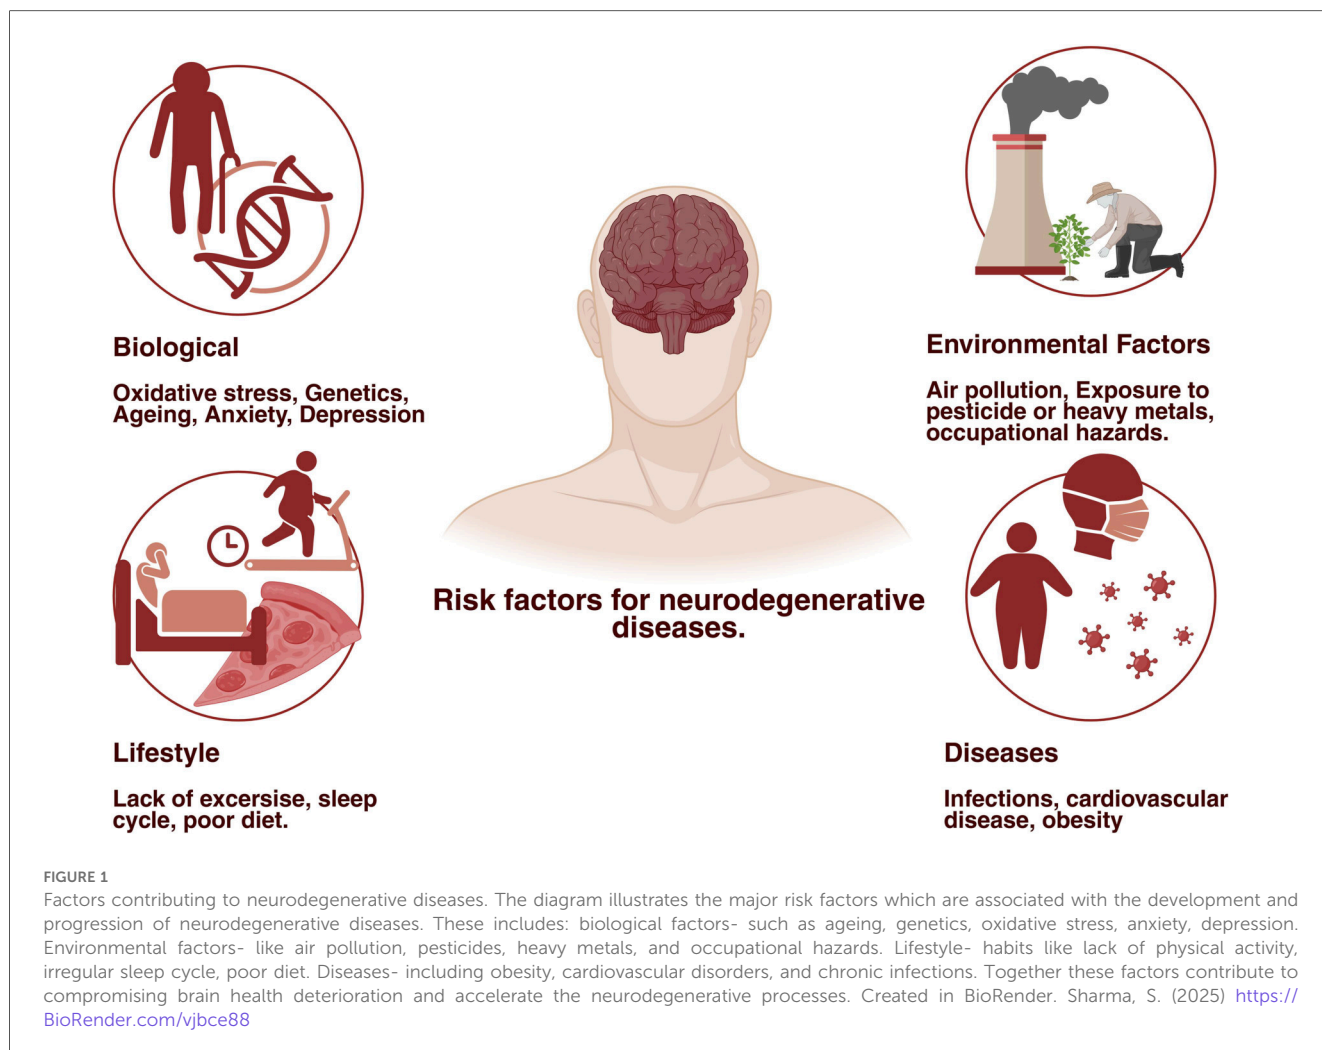 Biological
Oxidative stress, Genetics,
Ageing, Anxiety, Depression
Environmental Factors
Air pollution, Exposure to
pesticide or heavy metals,
occupational hazards.
Risk factors for neurodegenerative
diseases.
Lifestyle
Lack of excersise, sleep
cycle, poor diet.
Diseases
Infections, cardiovascular
disease, obesity
FIGURE 1
Factors contributing to neurodegenerative diseases. The diagram illustrates the major risk factors which are associated with the development and
progression of neurodegenerative diseases. These includes: biological factors- such as ageing, genetics, oxidative stress, anxiety, depression.
Environmental factors- like air pollution, pesticides, heavy metals, and occupational hazards. Lifestyle- habits like lack of physical activity,
irregular sleep cycle, poor diet. Diseases- including obesity, cardiovascular disorders, and chronic infections. Together these factors contribute to
compromising brain health deterioration and accelerate the neurodegenerative processes. Created in BioRender. Sharma, S. (2025) https://
BioRender.com/vjbce88